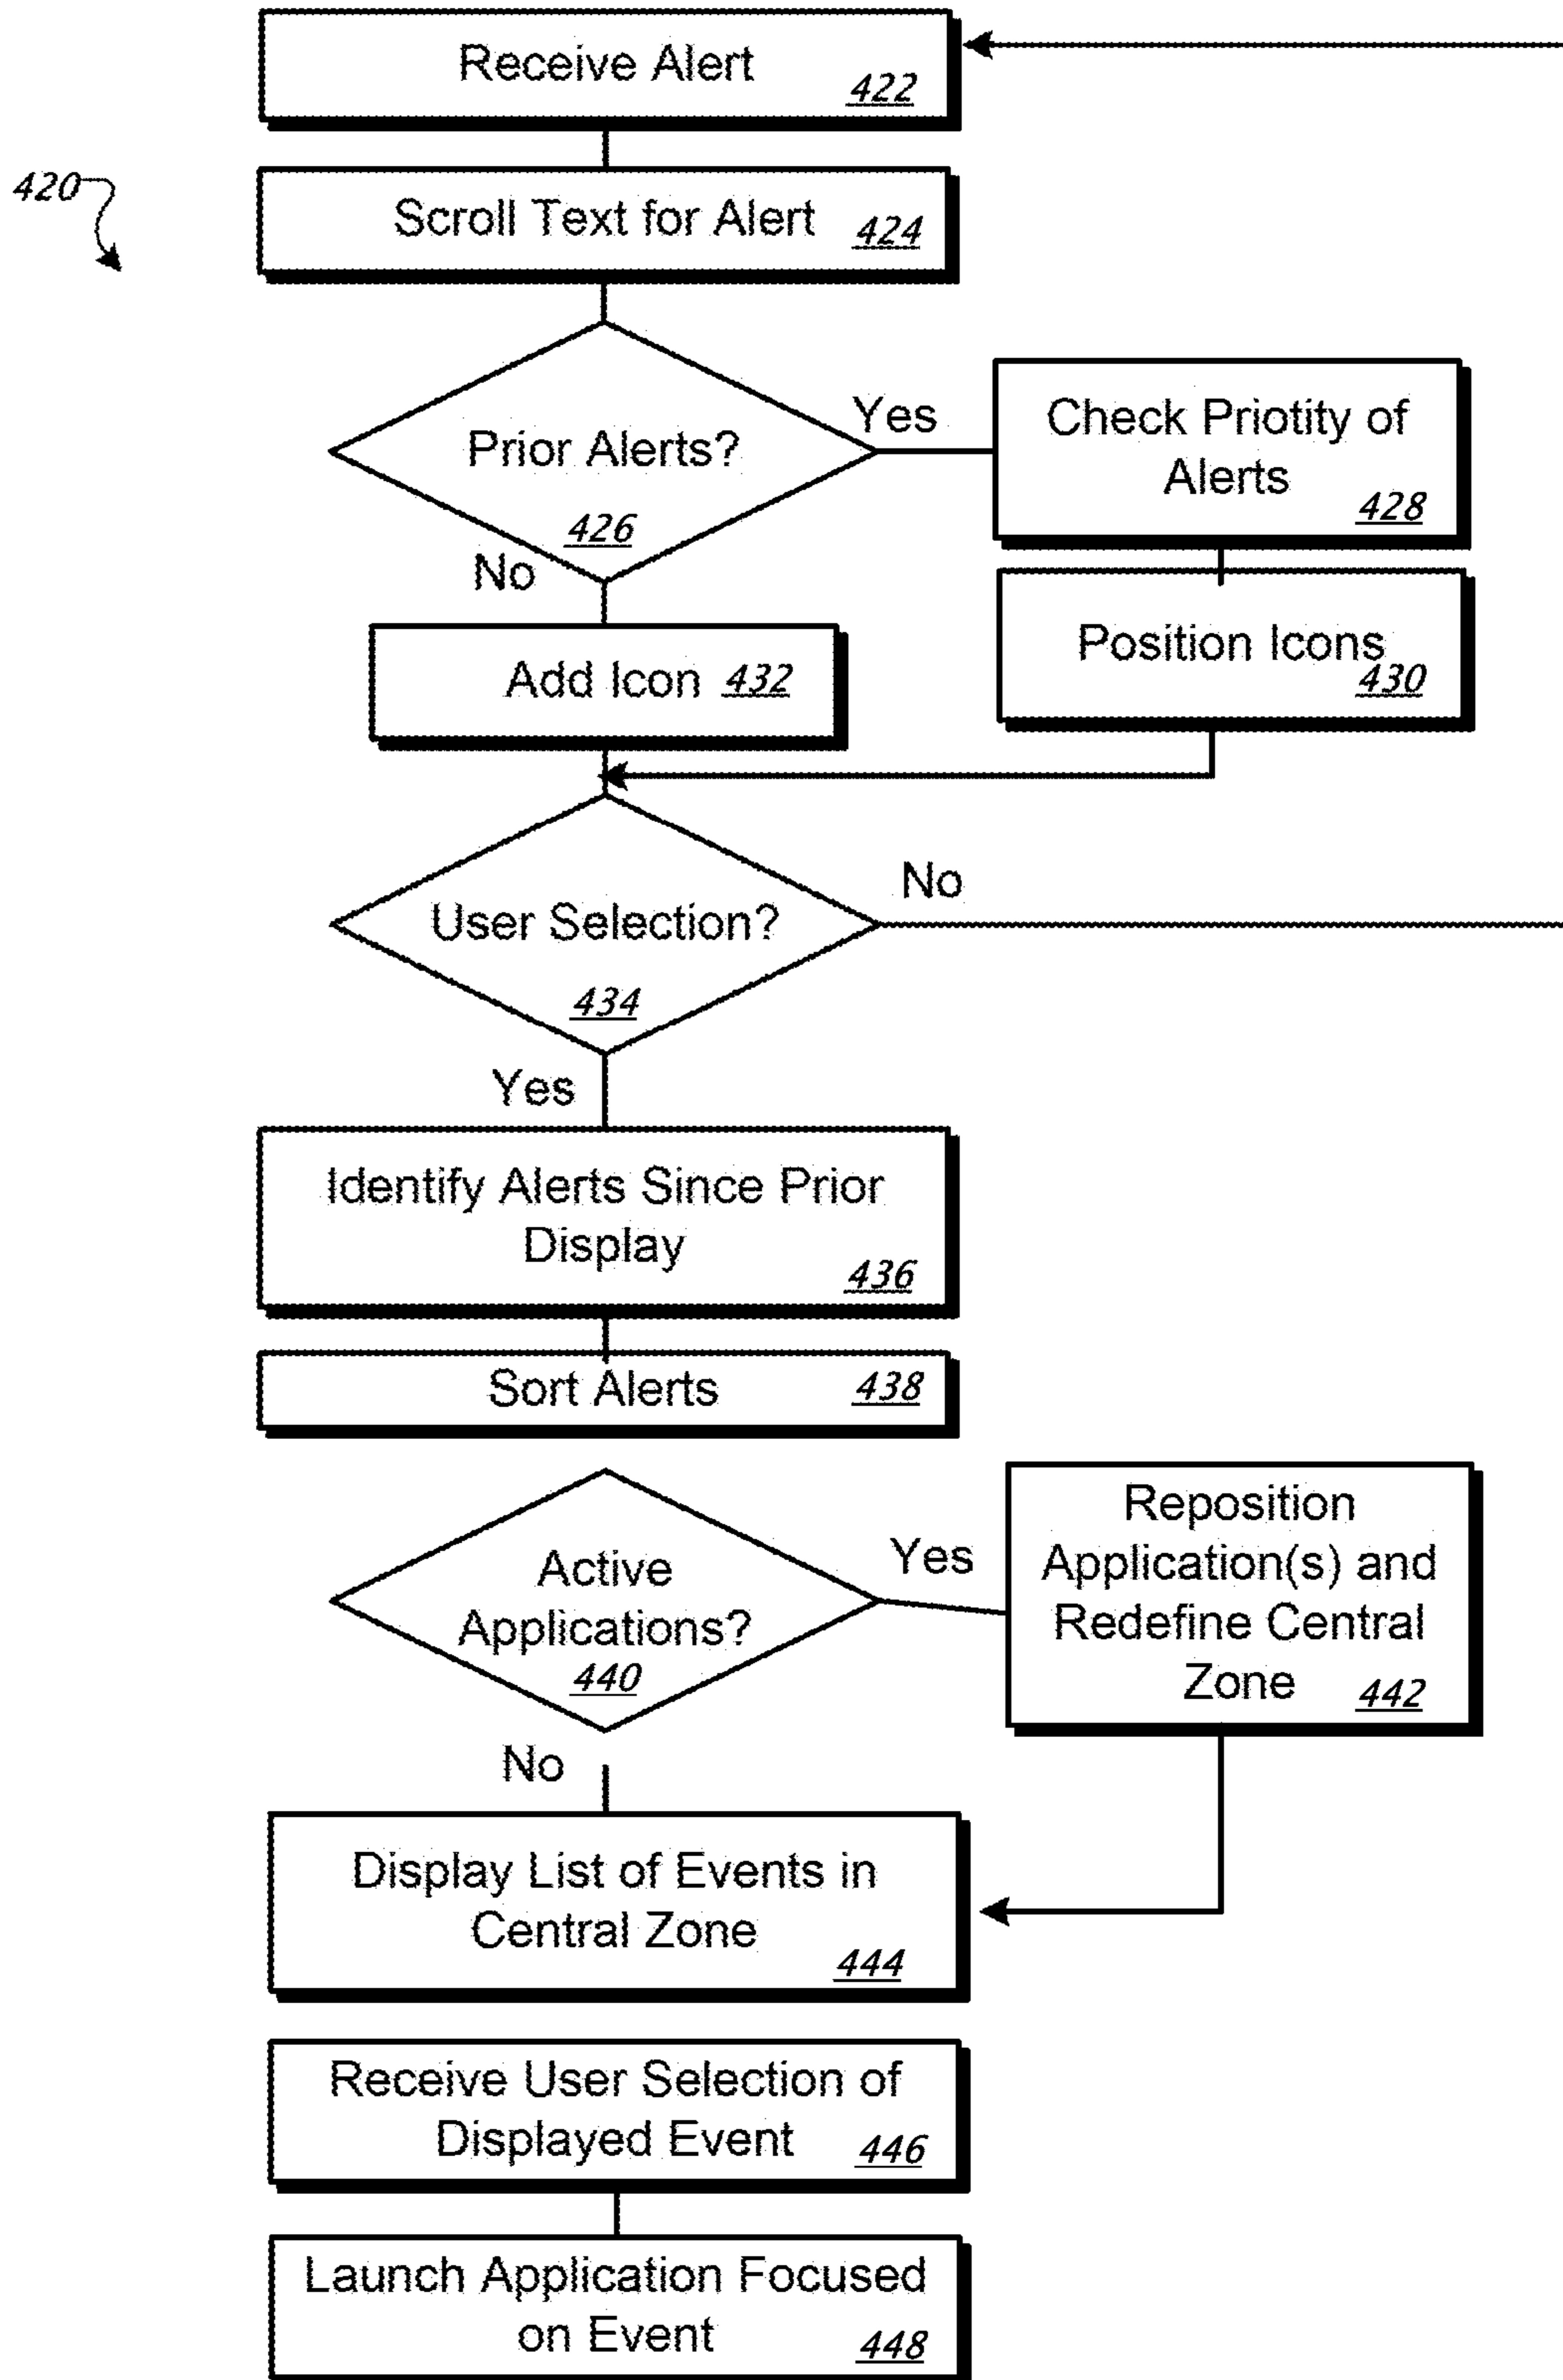 Receive Alert
422
420
Scroll Text for Alert 424
Prior Alerts?
426
Yes
No
Check Priotity of
Alerts
428
Position Icons
430
Add Icon 432
User Selection?
434
No
Yes
Identify Alerts Since Prior
Display
436
Sort Alerts 438
Active
Applications?
440
Yes
No
Reposition
Application(s) and
Redefine Central
Zone 442
Display List of Events in
Central Zone
444
Receive User Selection of
Displayed Event 446
Launch Application Focused
on Event 448